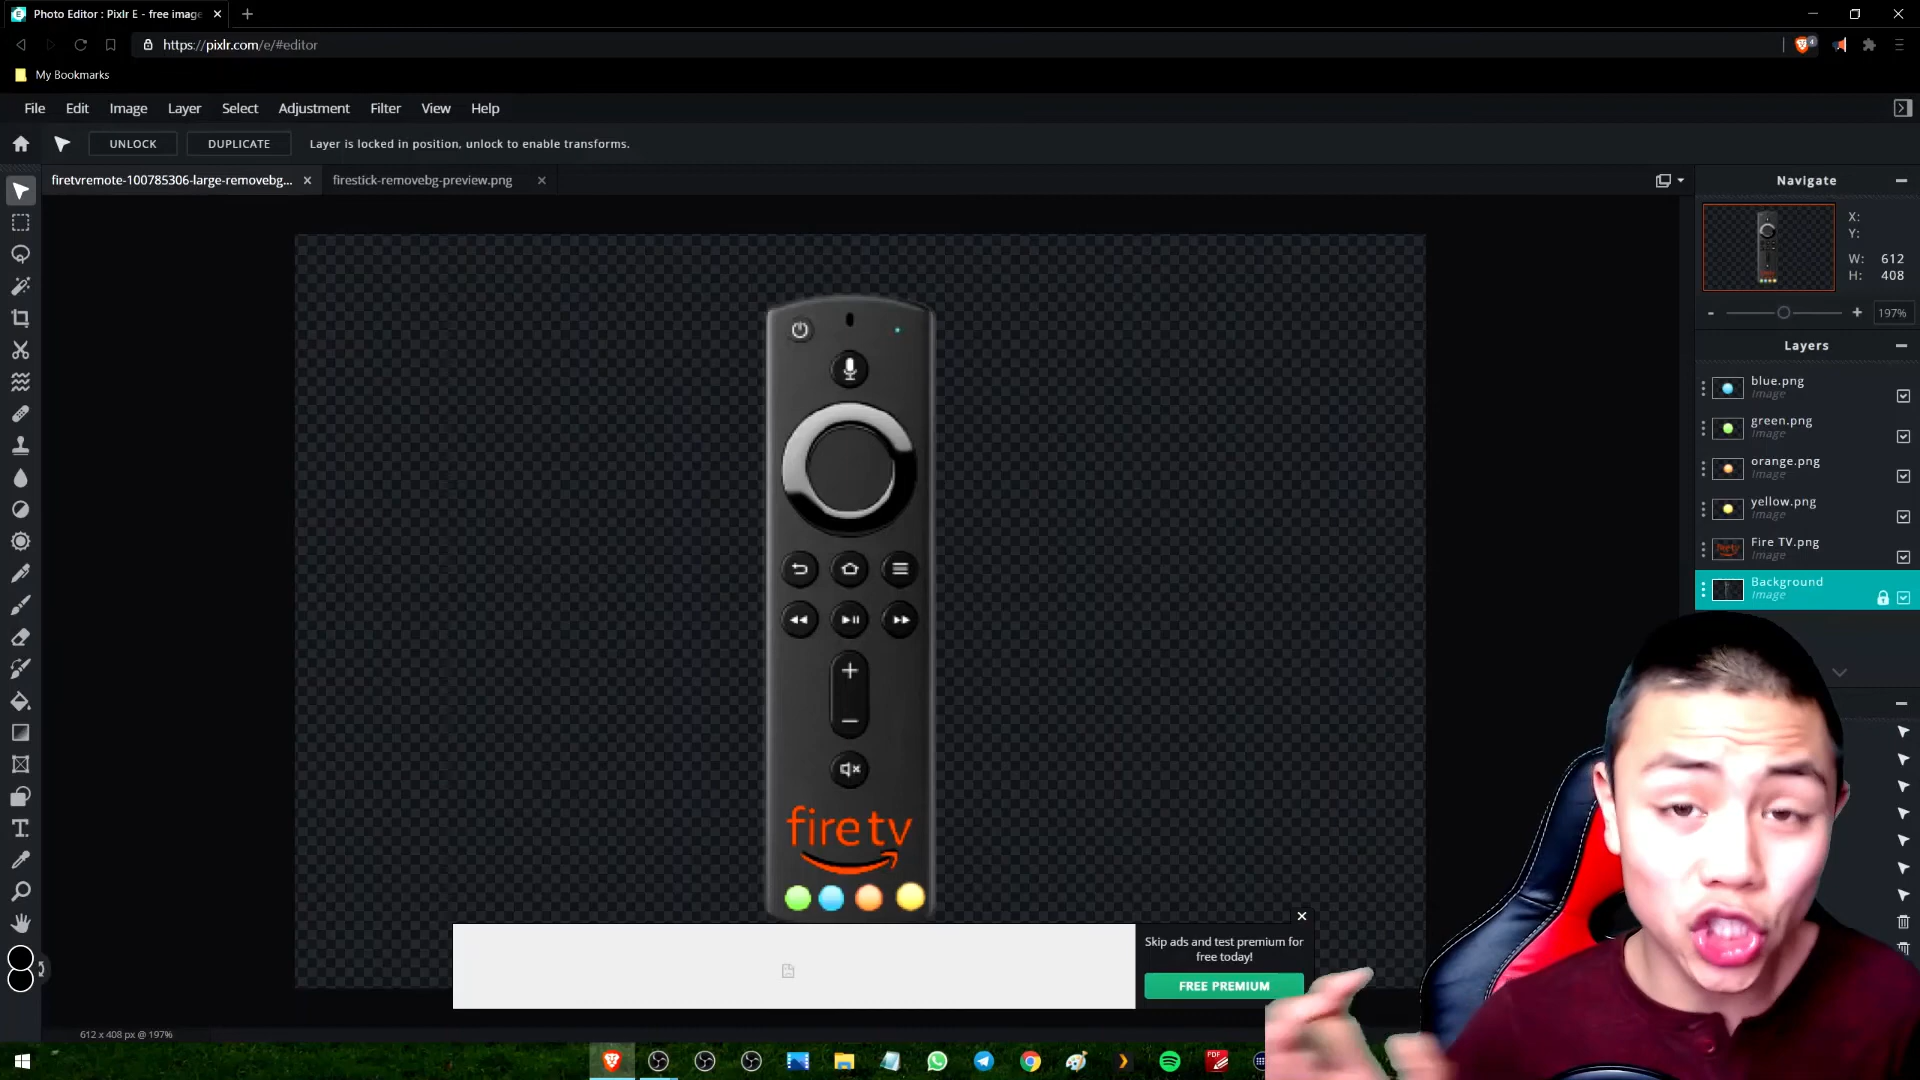 Photo Editor : Pixlr E - free image
https://pixlr.com/e/#editor
4
My Bookmarks
File Edit Image Layer Select Adjustment Filter View Help
UNLOCK DUPLICATE Layer is locked in position, unlock to enable transforms.
firetvremote-100785306-large-removebg... firestick-removebg-preview.png
Navigate
X:
Y:
W: 612
H: 408
- + 197%
Layers
blue.png
Image
green.png
Image
orange.png
Image
yellow.png
Image
Fire TV.png
Image
Background
Image
fire tv
Skip ads and test premium for
free today!
FREE PREMIUM
612 x 408 px @ 197%
PDF